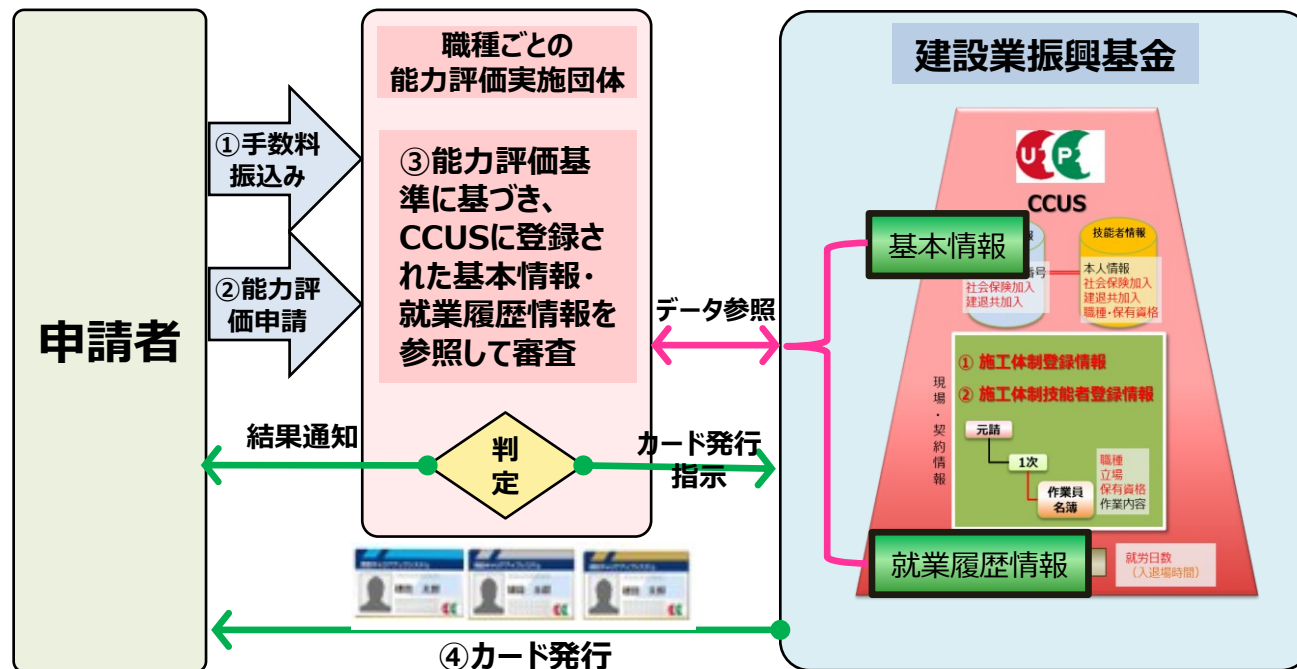 申請者
①手数料
振込み
②能力評
価申請
職種ごとの
能力評価実施団体
③能力評価基
準に基づき、
CCUSに登録さ
れた基本情報・
就業履歴情報を
参照して審査
判
定
結果通知
カード発行
指示
データ参照
④カード発行
建設業振興基金
CCUS
基本情報
報
番号
社会保険加入
建退共加入
技能者情報
本人情報
社会保険加入
建退共加入
職種・保有資格
現場・契約情報
① 施工体制登録情報
② 施工体制技能者登録情報
元請
1次
作業員
名簿
職種
立場
保有資格
作業内容
就業履歴情報
就労日数
（入退場時間）